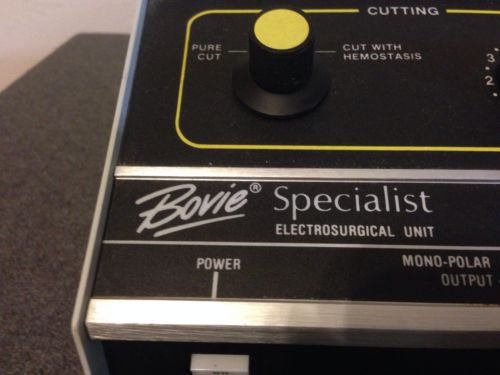 CUTTING
PURE
CUT
CUT WITH
HEMOSTASIS
3
2
Bovie® Specialist
ELECTROSURGICAL UNIT
POWER
MONO-POLAR
OUTPUT